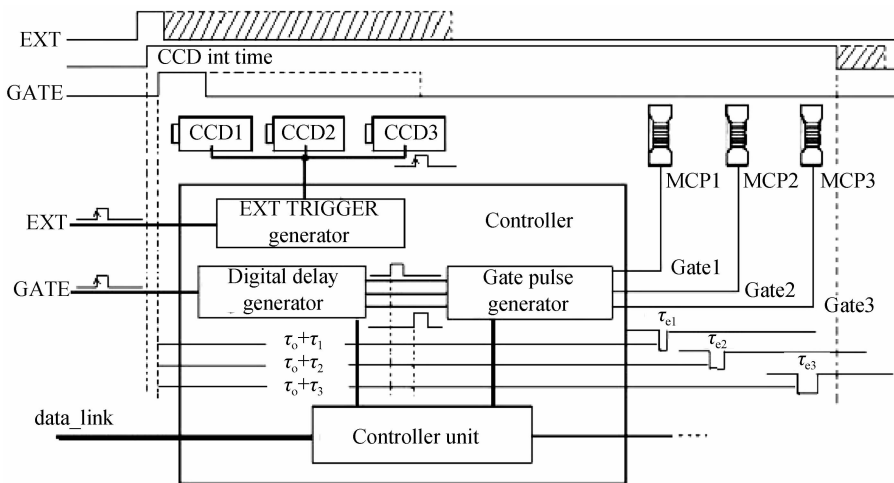 EXT
CCD int time
GATE
CCD1
CCD2
CCD3
MCP1
MCP2
MCP3
EXT
EXT TRIGGER
generator
Controller
GATE
Digital delay
generator
Gate pulse
generator
Gate1
Gate2
Gate3
τe1
τo+τ1
τe2
τo+τ2
τe3
τo+τ3
data_link
Controller unit